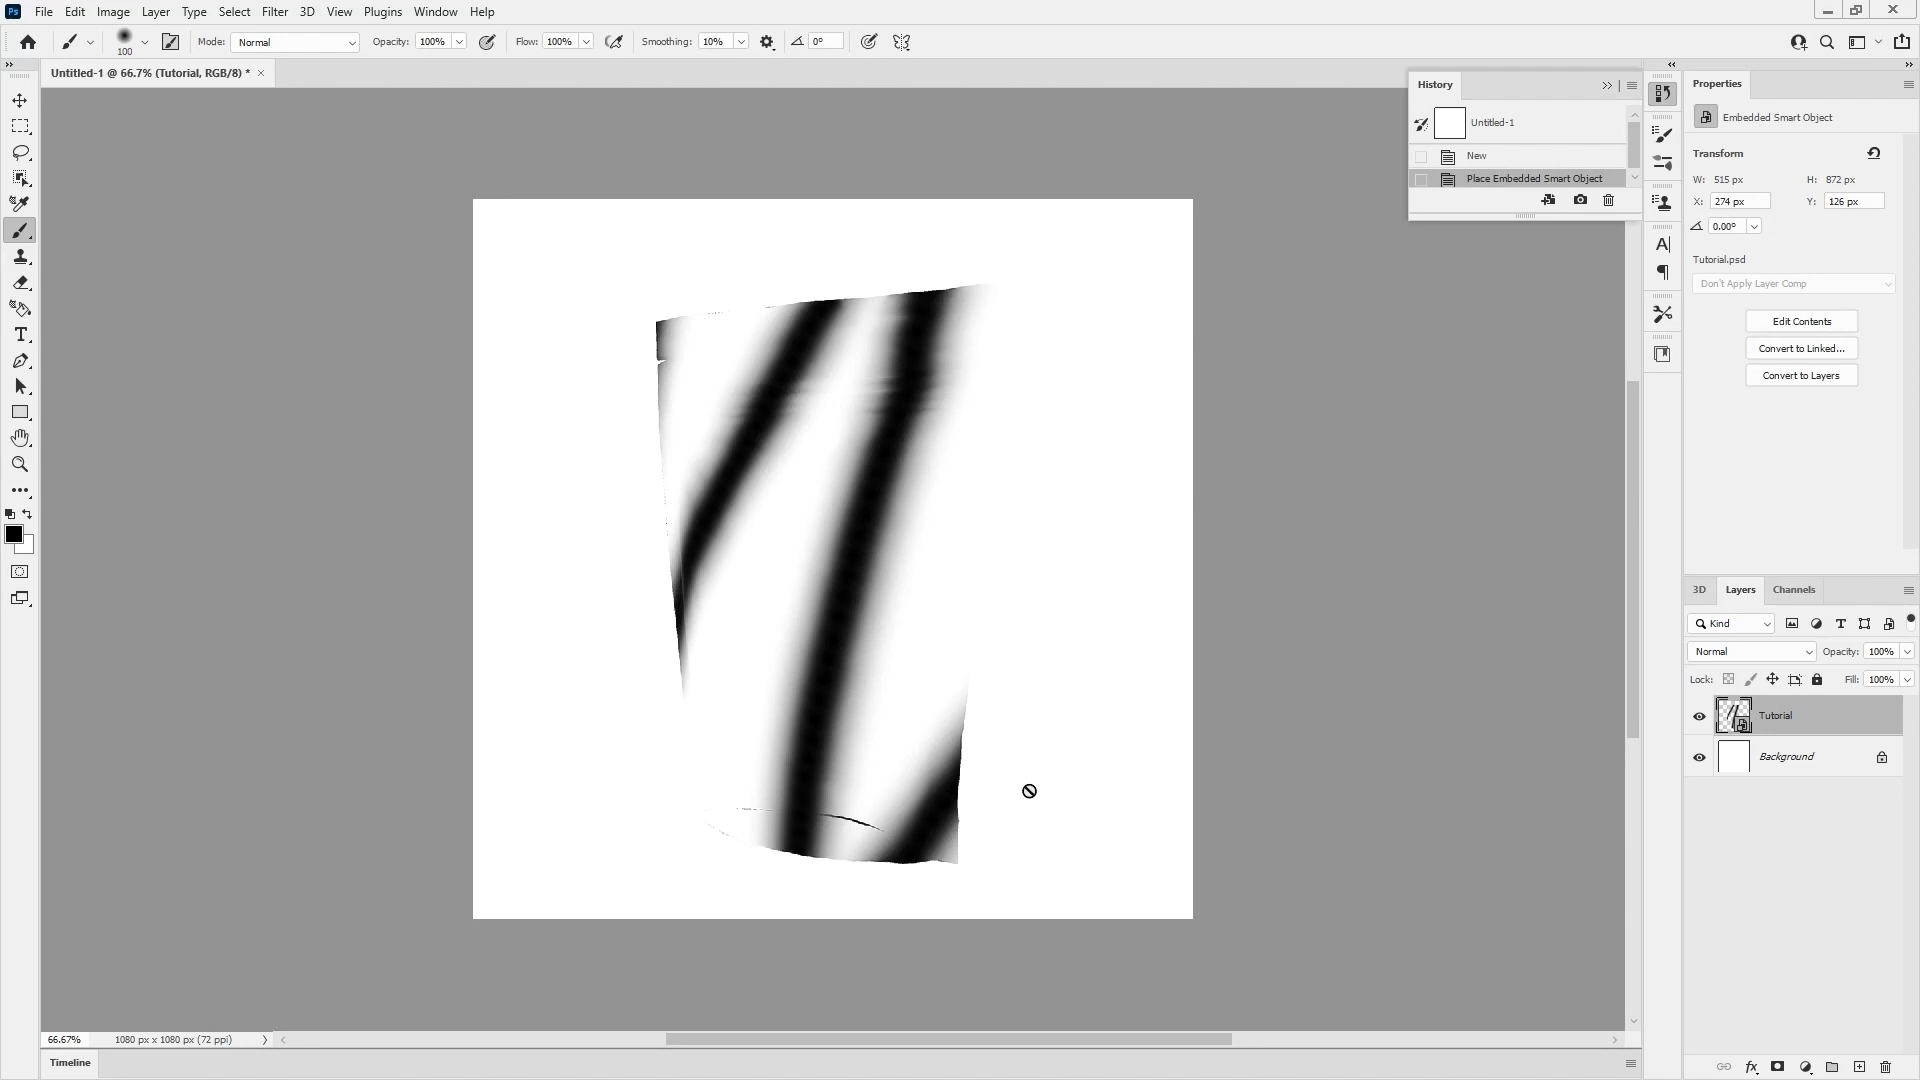 Ps File Edit Image Layer Type Select Filter 3D View Plugins Window Help
100 Mode: Normal Opacity: 100% Flow: 100% Smoothing: 10% 0°
Untitled-1 @ 66.7% (Tutorial, RGB/8) *
History
Untitled-1
New
Place Embedded Smart Object
Properties
Embedded Smart Object
Transform
W: 515 px H: 872 px
X: 274 px Y: 126 px
0.00°
Tutorial.psd
Don't Apply Layer Comp
Edit Contents
Convert to Linked...
Convert to Layers
3D Layers Channels
Kind
Normal Opacity: 100%
Lock: Fill: 100%
Tutorial
Background
66.67% 1080 px x 1080 px (72 ppi)
Timeline